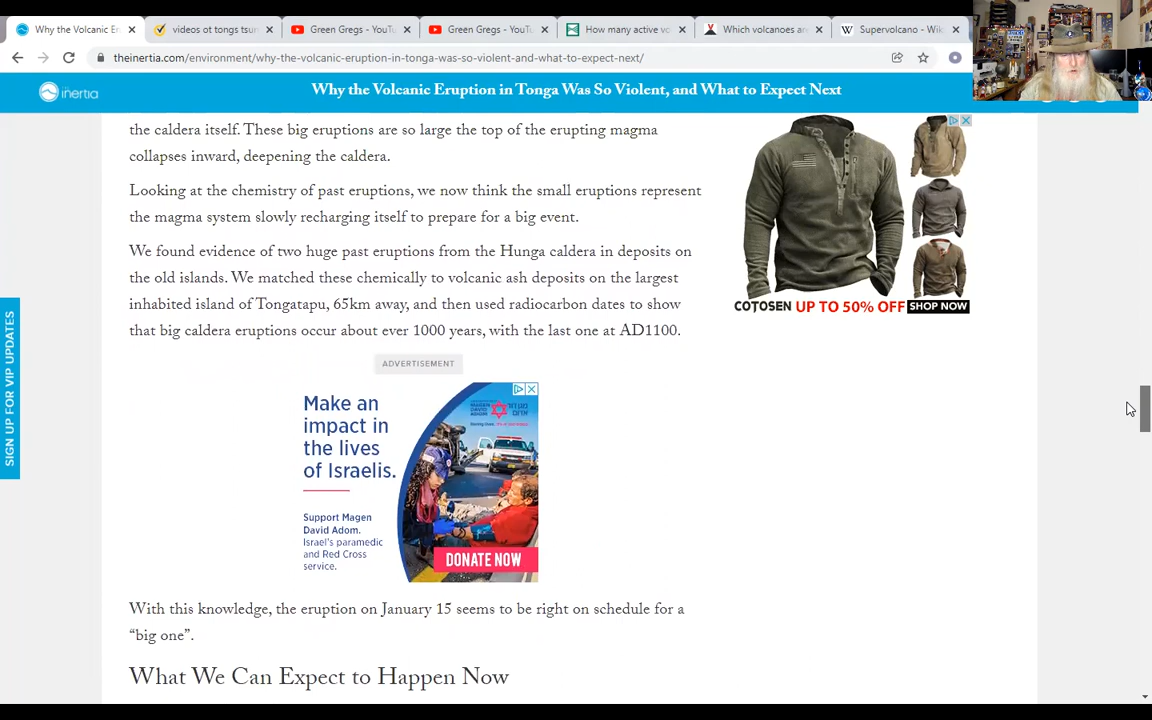 Why the Volcanic E
videos ot tongs tsun
Green Gregs - YouTu
Green Gregs - YouTu
How many active vo
Which volcanoes are
Supervolcano - Wiki
theinertia.com/environment/why-the-volcanic-eruption-in-tonga-was-so-violent-and-what-to-expect-next/
inertia
Why the Volcanic Eruption in Tonga Was So Violent, and What to Expect Next
the caldera itself. These big eruptions are so large the top of the erupting magma
collapses inward, deepening the caldera.
Looking at the chemistry of past eruptions, we now think the small eruptions represent
the magma system slowly recharging itself to prepare for a big event.
We found evidence of two huge past eruptions from the Hunga caldera in deposits on
the old islands. We matched these chemically to volcanic ash deposits on the largest
inhabited island of Tongatapu, 65km away, and then used radiocarbon dates to show
that big caldera eruptions occur about ever 1000 years, with the last one at AD1100.
COTOSEN UP TO 50% OFF SHOP NOW
SIGN UP FOR VIP UPDATES
ADVERTISEMENT
Make an
impact in
the lives
of Israelis.
Support Magen
David Adom.
Israel's paramedic
and Red Cross
service.
DONATE NOW
With this knowledge, the eruption on January 15 seems to be right on schedule for a
“big one”.
What We Can Expect to Happen Now